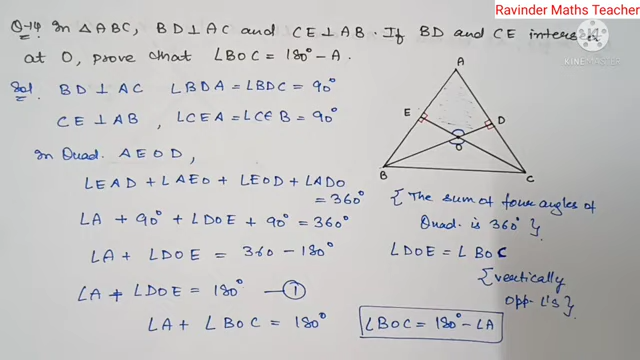 Ravinder Maths Teacher
KINEMASTER
Q-14 In △ABC, BD⊥AC and CE⊥AB. If BD and CE intersect
at O, prove that ∠BOC = 180° - A.
Sol BD ⊥ AC ∠BDA = ∠BDC = 90°
CE ⊥ AB, ∠CEA = ∠CEB = 90°
In Quad. AEOD,
∠EAD + ∠AEO + ∠EOD + ∠ADO
= 360°
∠A + 90° + ∠DOE + 90° = 360°
∠A + ∠DOE = 360 - 180°
∠A + ∠DOE = 180° — ①
∠A + ∠BOC = 180°
∠BOC = 180° - ∠A
A
E
D
O
B
C
{ The sum of four angles of
Quad. is 360° }.
∠DOE = ∠BOC
{ vertically
opp. ∠'s }